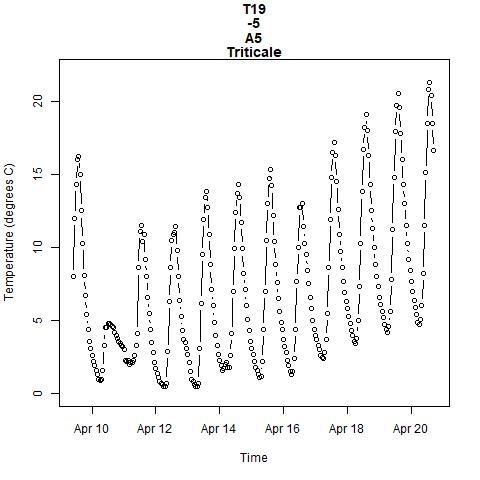 T19
-5
A5
Triticale
Temperature (degrees C)
20
15
10
5
0
Apr 10
Apr 12
Apr 14
Apr 16
Apr 18
Apr 20
Time